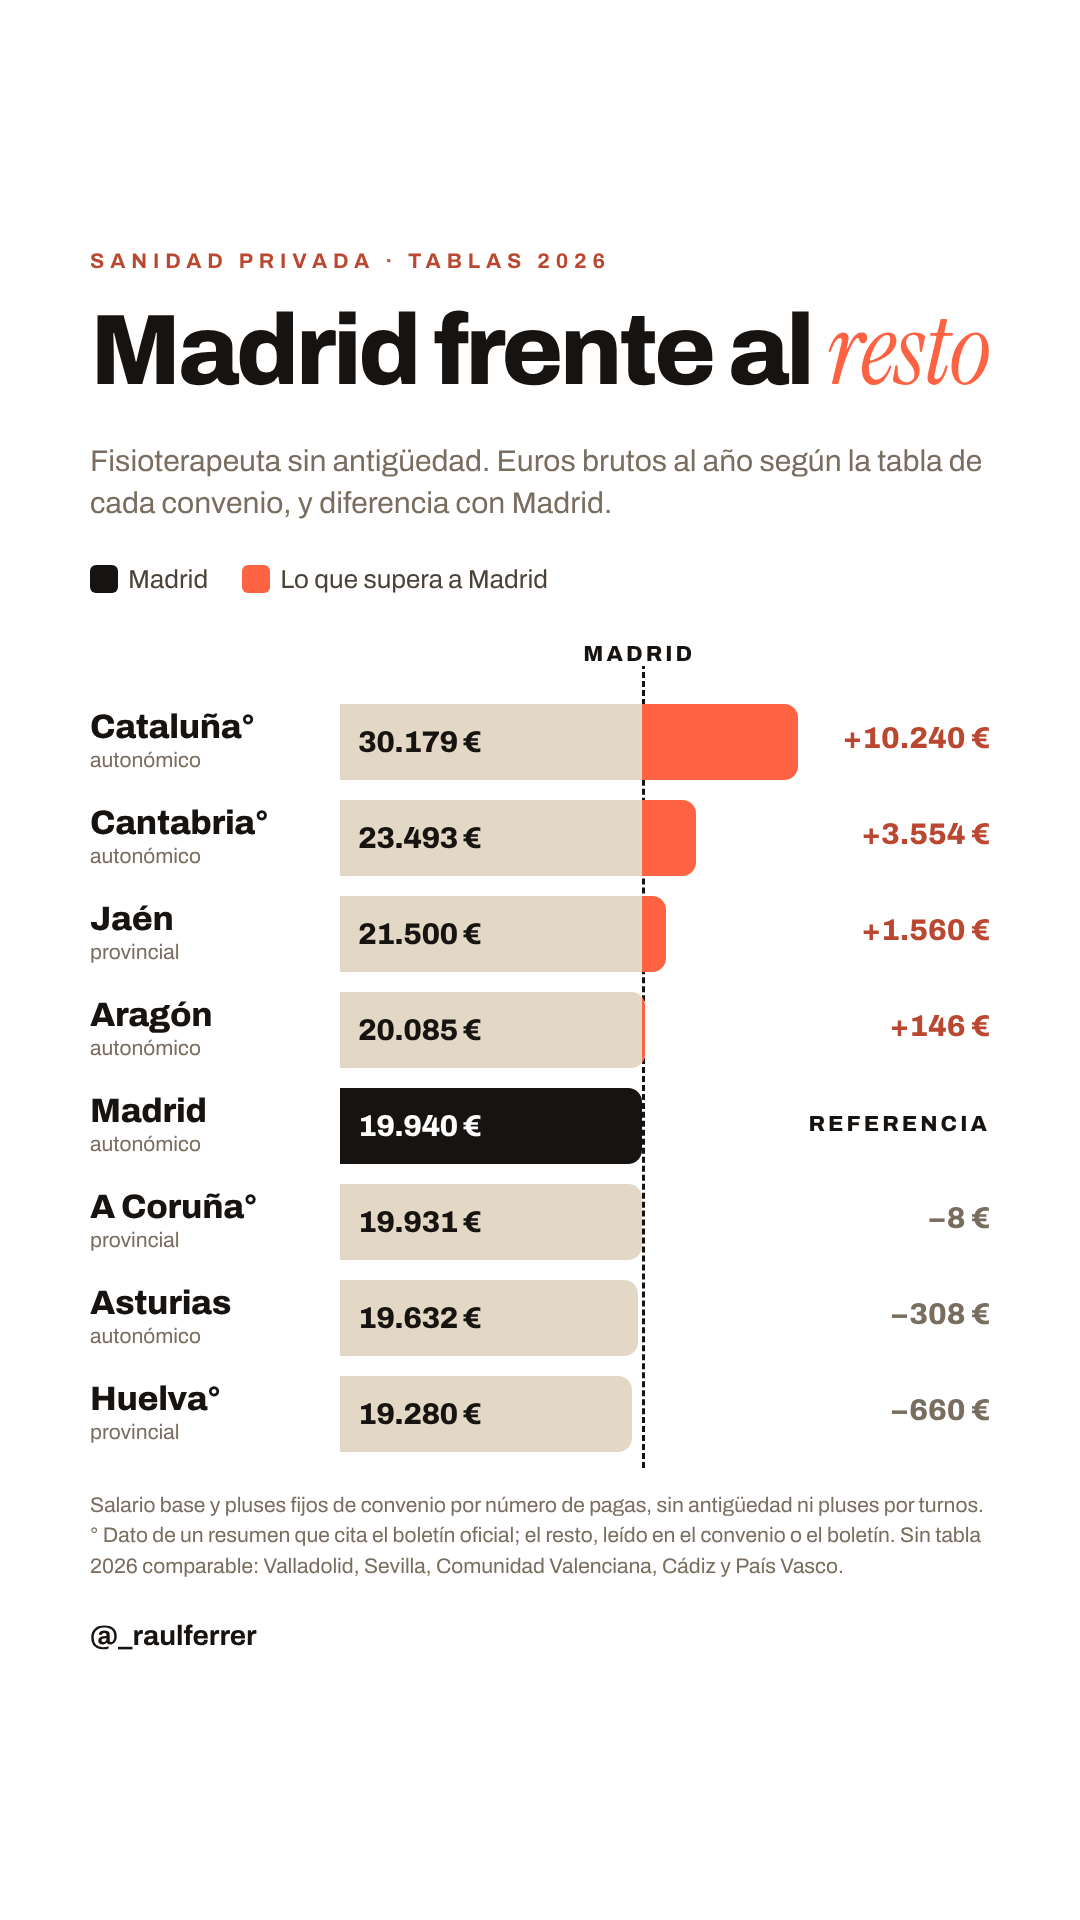 SANIDAD PRIVADA · TABLAS 2026
Madrid frente al resto
Fisioterapeuta sin antigüedad. Euros brutos al año según la tabla de
cada convenio, y diferencia con Madrid.
Madrid Lo que supera a Madrid
MADRID
Cataluña° 30.179 € +10.240 €
autonómico
Cantabria° 23.493 € +3.554 €
autonómico
Jaén 21.500 € +1.560 €
provincial
Aragón 20.085 € +146 €
autonómico
Madrid 19.940 € REFERENCIA
autonómico
A Coruña° 19.931 € −8 €
provincial
Asturias 19.632 € −308 €
autonómico
Huelva° 19.280 € −660 €
provincial
Salario base y pluses fijos de convenio por número de pagas, sin antigüedad ni pluses por turnos.
° Dato de un resumen que cita el boletín oficial; el resto, leído en el convenio o el boletín. Sin tabla
2026 comparable: Valladolid, Sevilla, Comunidad Valenciana, Cádiz y País Vasco.
@_raulferrer